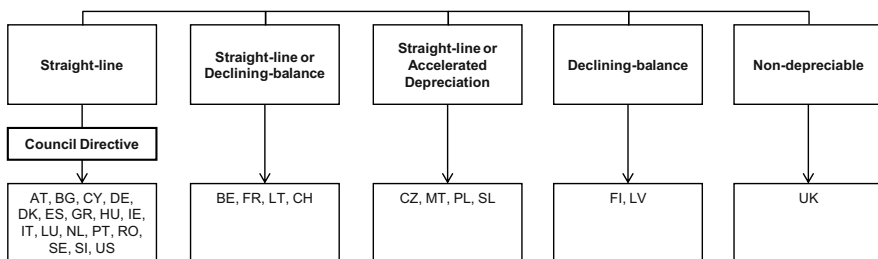 Straight-line
Straight-line or
Declining-balance
Straight-line or
Accelerated
Depreciation
Declining-balance
Non-depreciable
Council Directive
AT, BG, CY, DE,
DK, ES, GR, HU, IE,
IT, LU, NL, PT, RO,
SE, SI, US
BE, FR, LT, CH
CZ, MT, PL, SL
FI, LV
UK